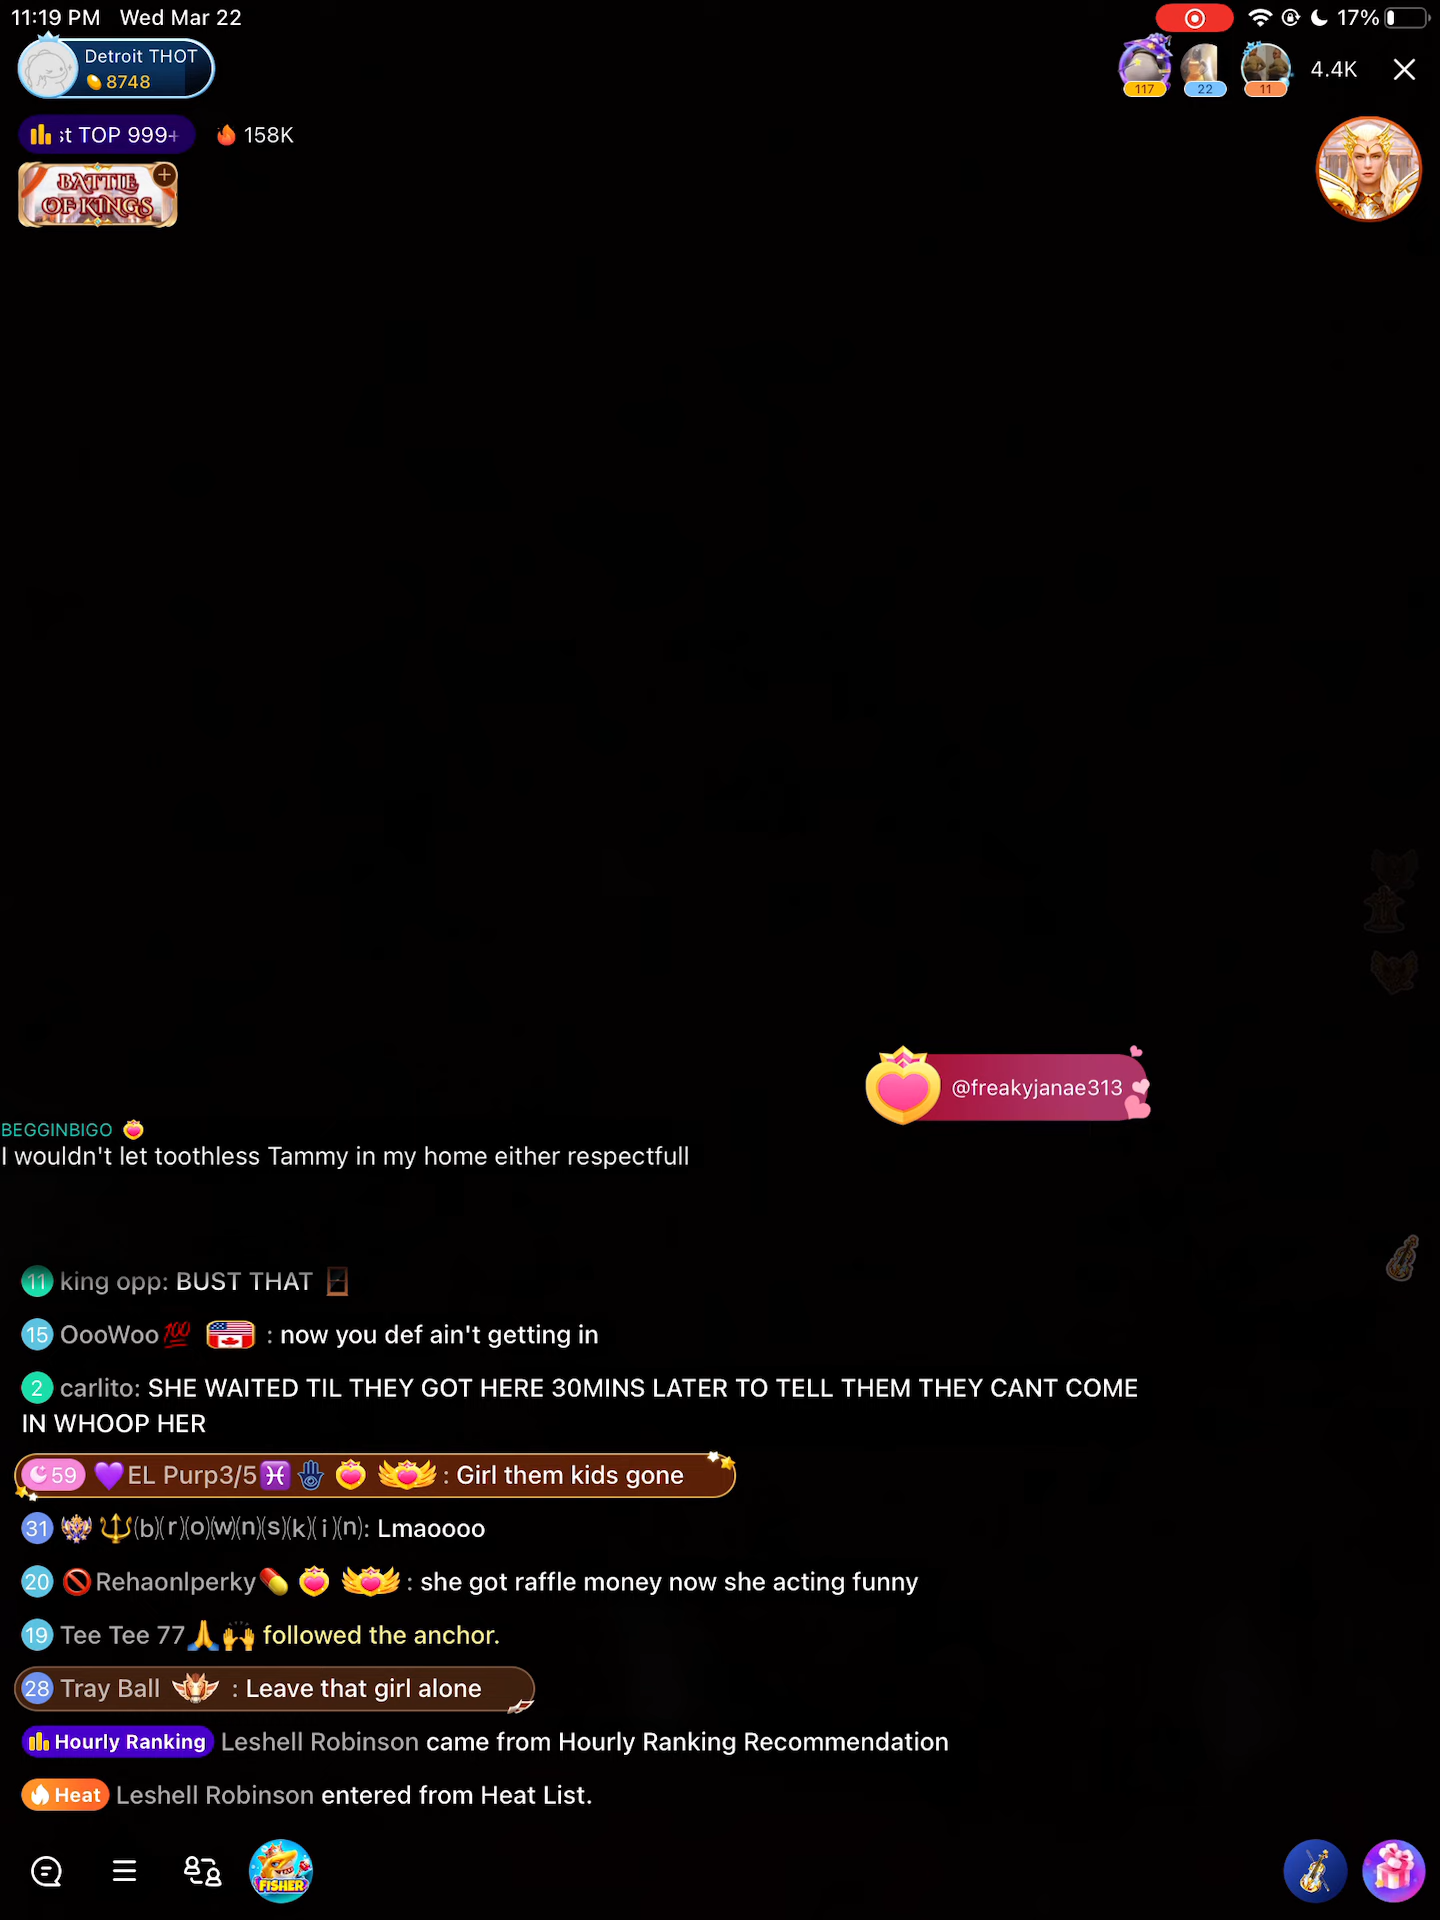 11:19 PM Wed Mar 22
17%
Detroit THOT
8748
117
22
11
4.4K
st TOP 999+
158K
BATTLE
OF KINGS
@freakyjanae313
BEGGINBIGO
I wouldn't let toothless Tammy in my home either respectfull
11 king opp: BUST THAT 🚪
15 OooWoo💯 : now you def ain't getting in
2 carlito: SHE WAITED TIL THEY GOT HERE 30MINS LATER TO TELL THEM THEY CANT COME
IN WHOOP HER
59 💜EL Purp3/5♓🪬 : Girl them kids gone
31 🔱⒝⒭⒪⒲⒩⒮⒦⒤⒩: Lmaoooo
20 🚫Rehaonlperky💊 : she got raffle money now she acting funny
19 Tee Tee 77🙏🙌 followed the anchor.
28 Tray Ball : Leave that girl alone
Hourly Ranking Leshell Robinson came from Hourly Ranking Recommendation
Heat Leshell Robinson entered from Heat List.
FISHER